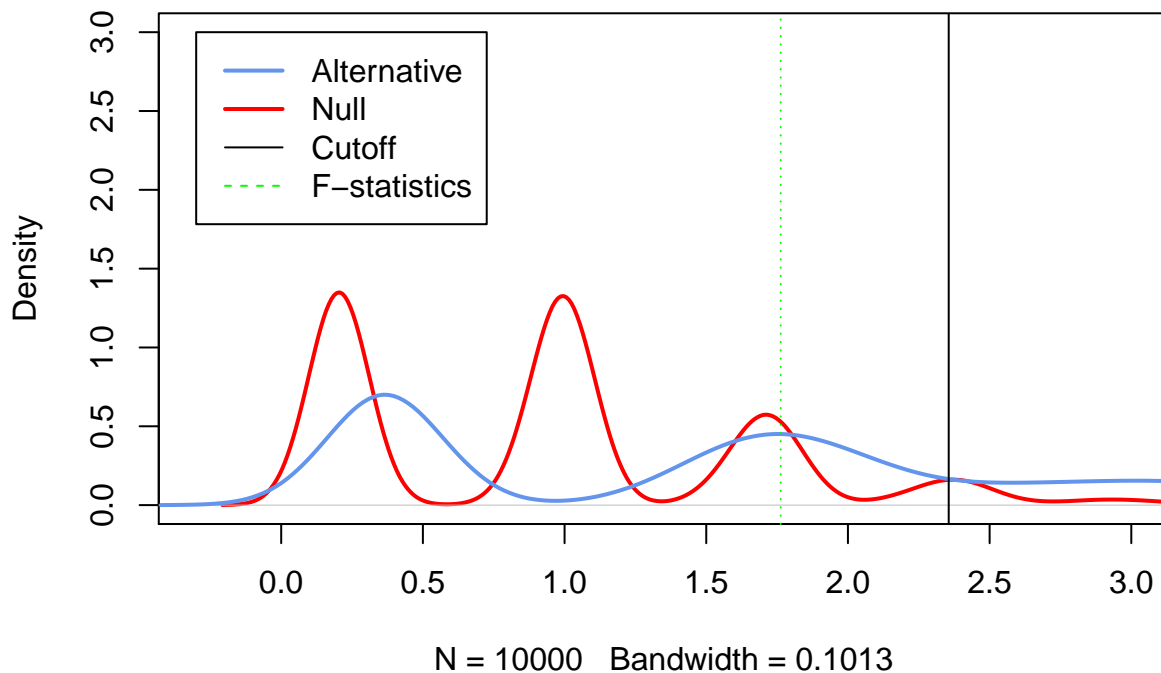 3.0
2.5
2.0
1.5
1.0
0.5
0.0
Density
Alternative
Null
Cutoff
F−statistics
0.0 0.5 1.0 1.5 2.0 2.5 3.0
N = 10000 Bandwidth = 0.1013